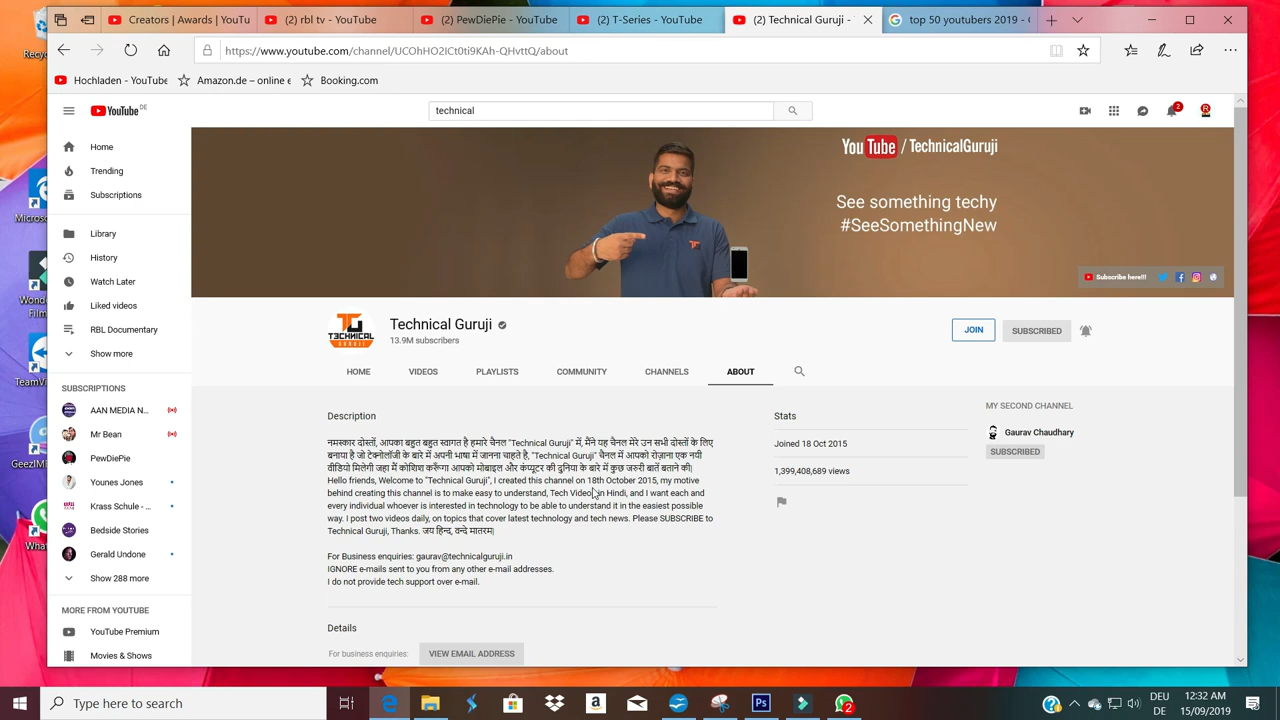 Creators | Awards | YouTu
(2) rbl tv - YouTube
(2) PewDiePie - YouTube
(2) T-Series - YouTube
(2) Technical Guruji -
top 50 youtubers 2019 -
https://www.youtube.com/channel/UCOhHO2ICt0ti9KAh-QHvttQ/about
Hochladen - YouTube
Amazon.de – online e
Booking.com
YouTube DE
technical
2
Home
Trending
Subscriptions
Library
History
Watch Later
Liked videos
RBL Documentary
Show more
SUBSCRIPTIONS
AAN MEDIA N...
Mr Bean
PewDiePie
Younes Jones
Krass Schule - ...
Bedside Stories
Gerald Undone
Show 288 more
MORE FROM YOUTUBE
YouTube Premium
Movies & Shows
YouTube / TechnicalGuruji
See something techy
#SeeSomethingNew
Subscribe here!!!
TECHNICAL
GURUJI
Technical Guruji
13.9M subscribers
JOIN
SUBSCRIBED
HOME
VIDEOS
PLAYLISTS
COMMUNITY
CHANNELS
ABOUT
Description
नमस्कार दोस्तों, आपका बहुत बहुत स्वागत है हमारे चैनल "Technical Guruji" में, मैंने यह चैनल मेरे उन सभी दोस्तों के लिए
बनाया है जो टेक्नोलॉजी के बारे में अपनी भाषा में जानना चाहते है, "Technical Guruji" चैनल में आपको रोज़ाना एक नयी
वीडियो मिलेगी जहा मैं कोशिश करूँगा आपको मोबाइल और कंप्यूटर की दुनिया के बारे में कुछ जरुरी बातें बताने की|
Hello friends, Welcome to "Technical Guruji", I created this channel on 18th October 2015, my motive
behind creating this channel is to make easy to understand, Tech Videos in Hindi, and I want each and
every individual whoever is interested in technology to be able to understand it in the easiest possible
way. I post two videos daily, on topics that cover latest technology and tech news. Please SUBSCRIBE to
Technical Guruji, Thanks. जय हिन्द, वन्दे मातरम|
For Business enquiries: gaurav@technicalguruji.in
IGNORE e-mails sent to you from any other e-mail addresses.
I do not provide tech support over e-mail.
Details
For business enquiries:
VIEW EMAIL ADDRESS
Stats
Joined 18 Oct 2015
1,399,408,689 views
MY SECOND CHANNEL
Gaurav Chaudhary
SUBSCRIBED
Microso
Wonde
Film
TeamV
GeezIME
What
Type here to search
Ps
2
DEU
DE
12:32 AM
15/09/2019